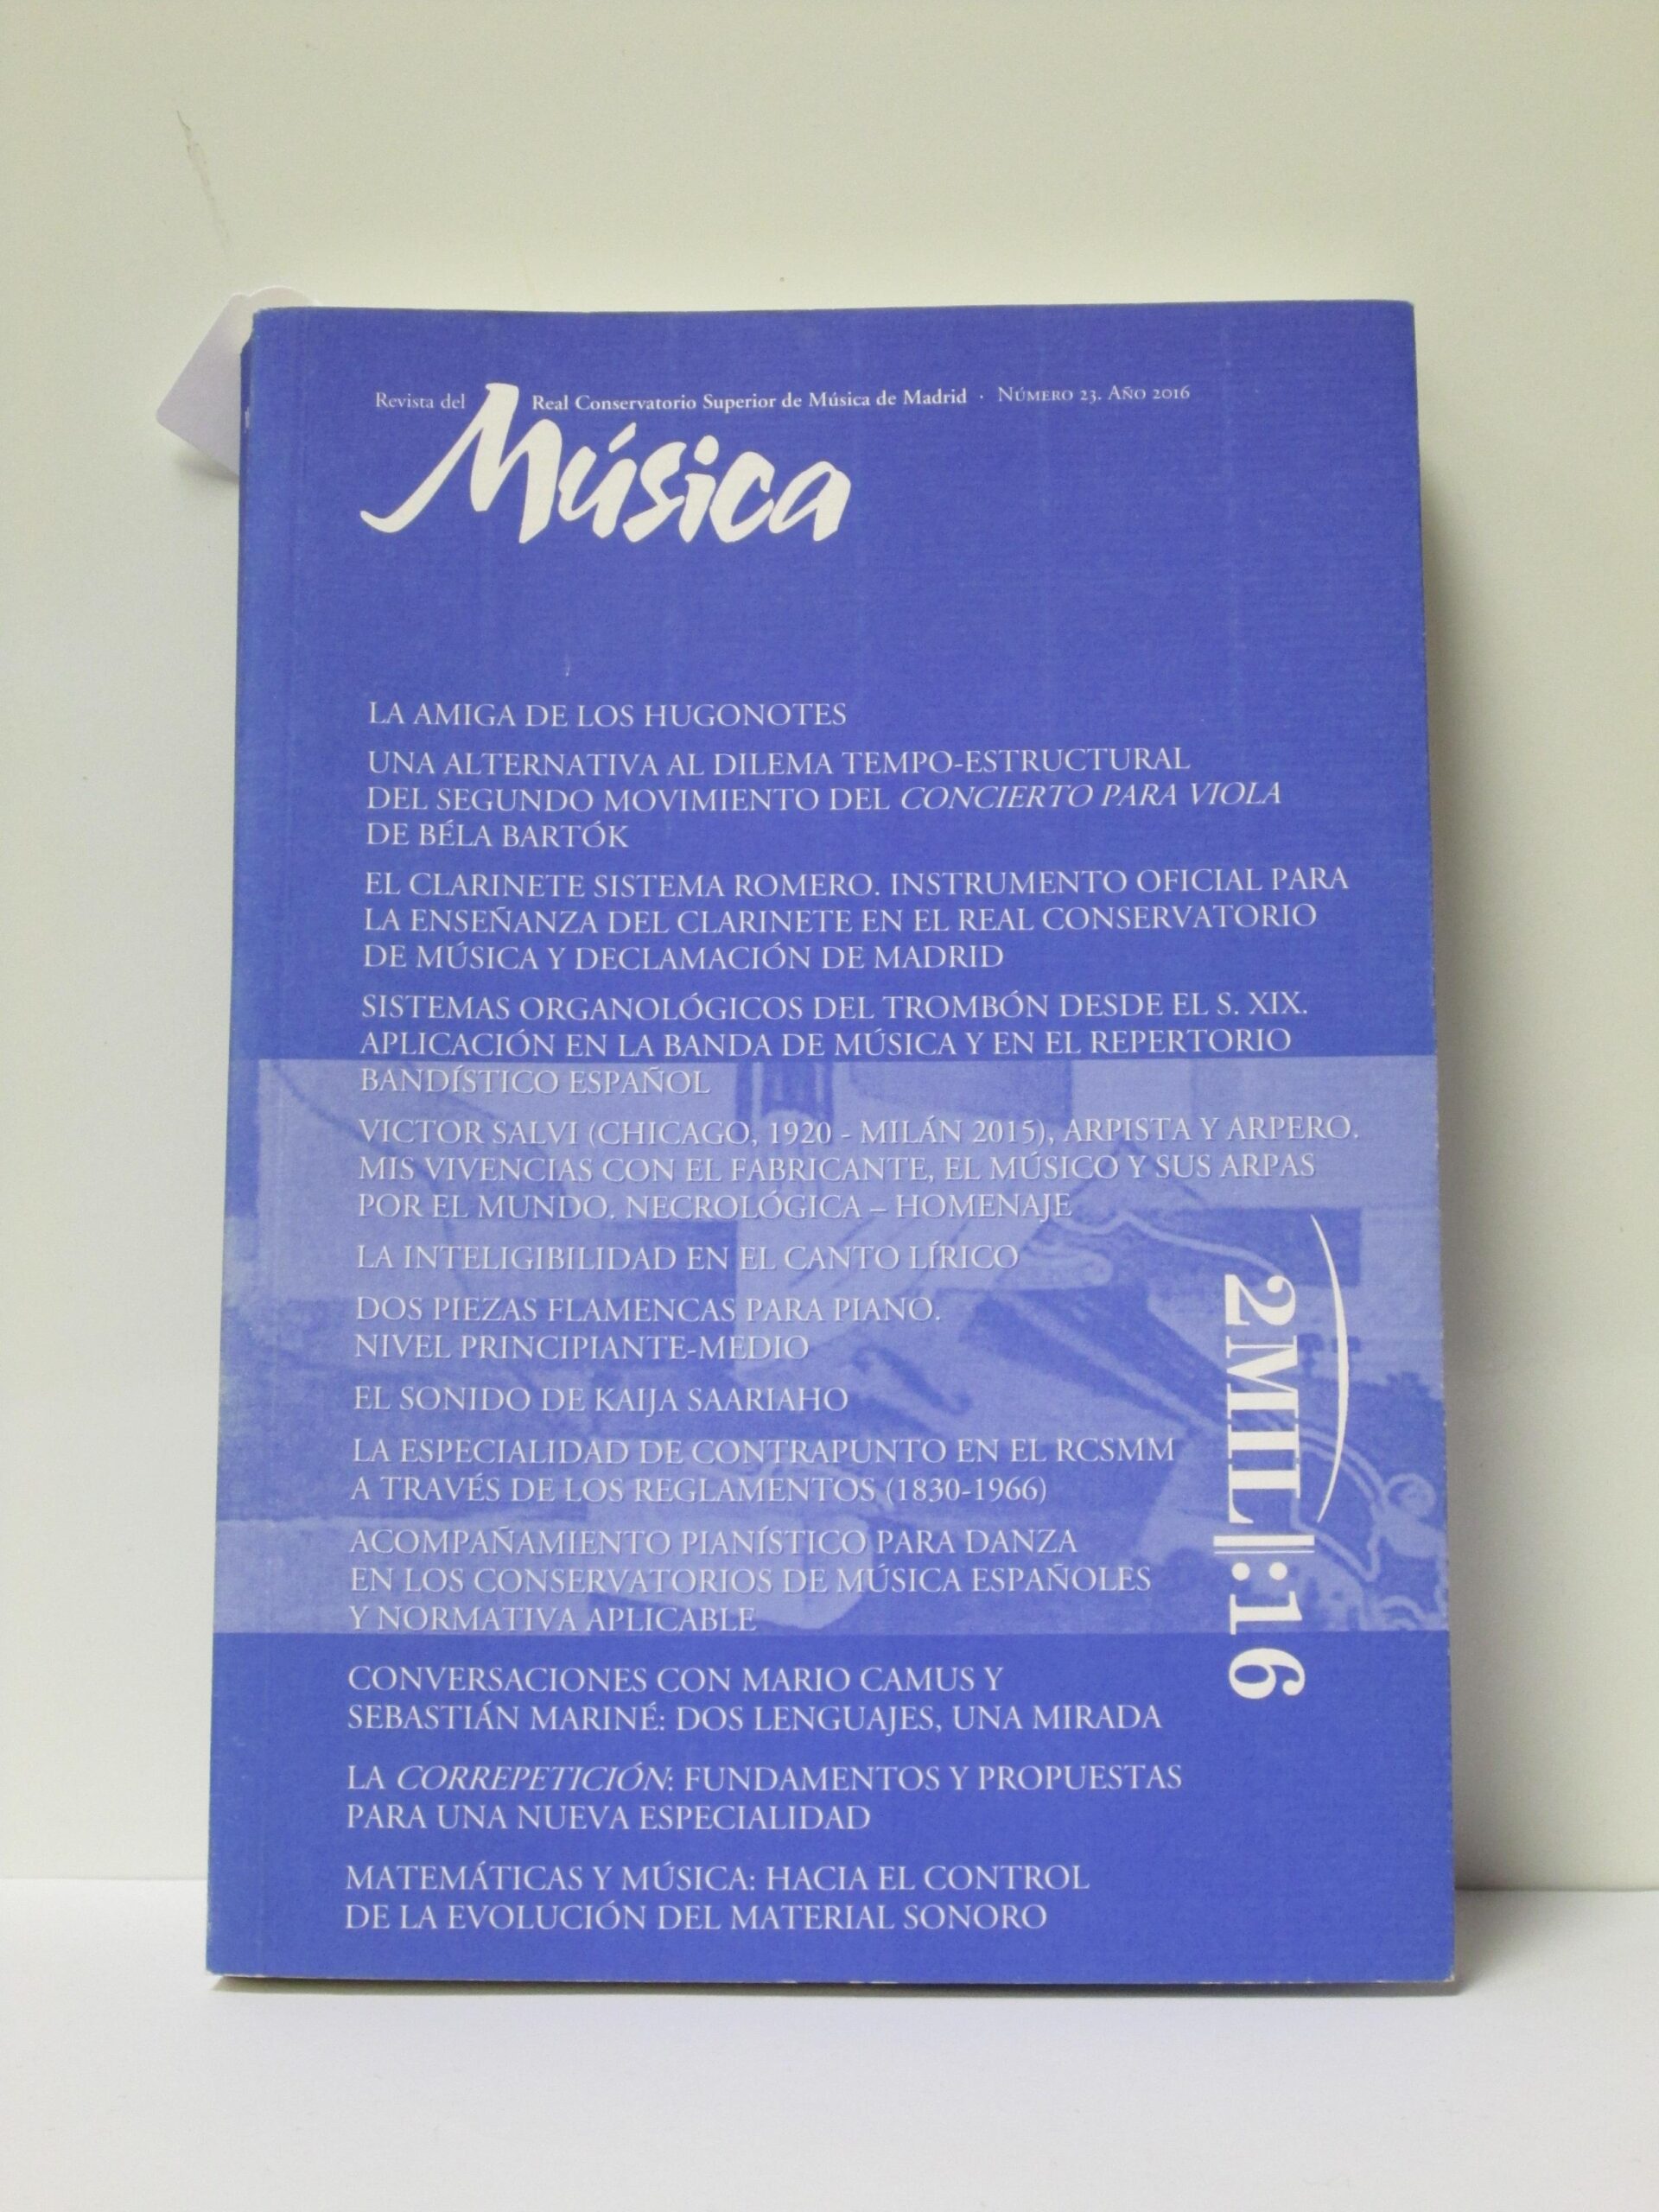 Revista del Real Conservatorio Superior de Música de Madrid · Número 23. Año 2016
Música
LA AMIGA DE LOS HUGONOTES
UNA ALTERNATIVA AL DILEMA TEMPO-ESTRUCTURAL
DEL SEGUNDO MOVIMIENTO DEL CONCIERTO PARA VIOLA
DE BÉLA BARTÓK
EL CLARINETE SISTEMA ROMERO. INSTRUMENTO OFICIAL PARA
LA ENSEÑANZA DEL CLARINETE EN EL REAL CONSERVATORIO
DE MÚSICA Y DECLAMACIÓN DE MADRID
SISTEMAS ORGANOLÓGICOS DEL TROMBÓN DESDE EL S. XIX.
APLICACIÓN EN LA BANDA DE MÚSICA Y EN EL REPERTORIO
BANDÍSTICO ESPAÑOL
VICTOR SALVI (CHICAGO, 1920 - MILÁN 2015), ARPISTA Y ARPERO.
MIS VIVENCIAS CON EL FABRICANTE, EL MÚSICO Y SUS ARPAS
POR EL MUNDO. NECROLÓGICA – HOMENAJE
LA INTELIGIBILIDAD EN EL CANTO LÍRICO
DOS PIEZAS FLAMENCAS PARA PIANO.
NIVEL PRINCIPIANTE-MEDIO
EL SONIDO DE KAIJA SAARIAHO
LA ESPECIALIDAD DE CONTRAPUNTO EN EL RCSMM
A TRAVÉS DE LOS REGLAMENTOS (1830-1966)
ACOMPAÑAMIENTO PIANÍSTICO PARA DANZA
EN LOS CONSERVATORIOS DE MÚSICA ESPAÑOLES
Y NORMATIVA APLICABLE
CONVERSACIONES CON MARIO CAMUS Y
SEBASTIÁN MARINÉ: DOS LENGUAJES, UNA MIRADA
LA CORREPETICIÓN: FUNDAMENTOS Y PROPUESTAS
PARA UNA NUEVA ESPECIALIDAD
MATEMÁTICAS Y MÚSICA: HACIA EL CONTROL
DE LA EVOLUCIÓN DEL MATERIAL SONORO
2MIL‖:16